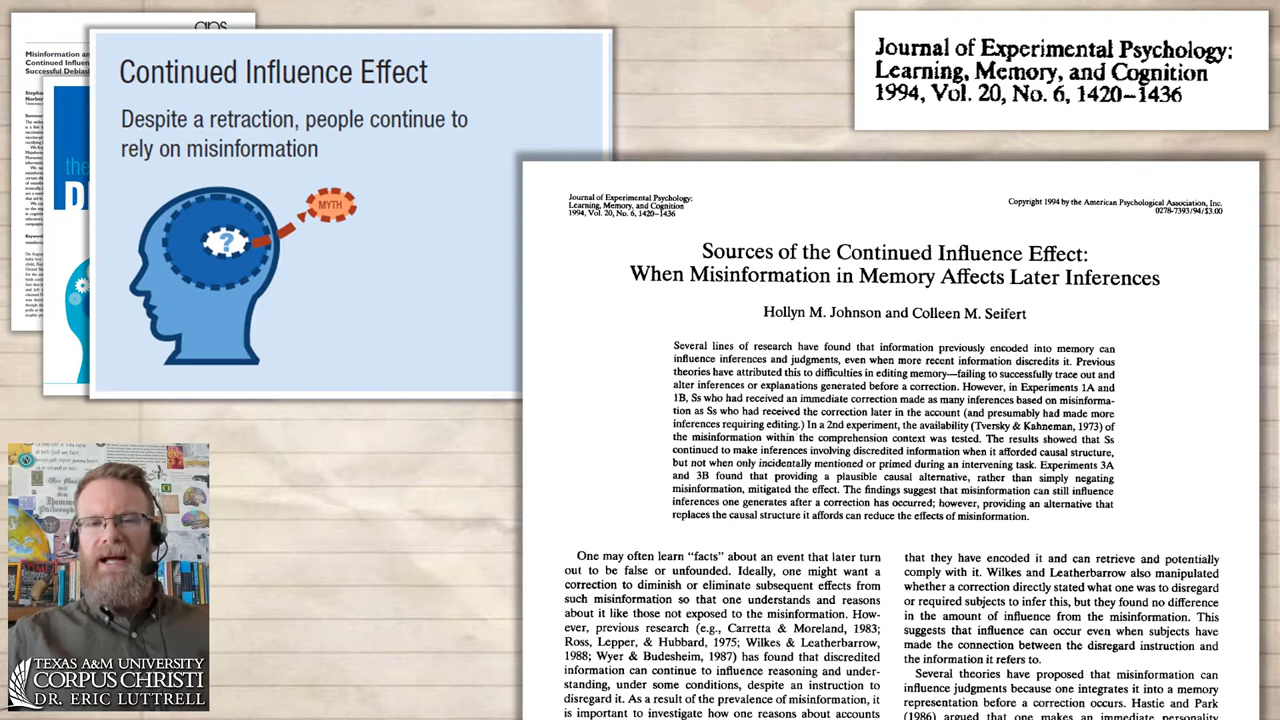 aps
Misinformation an
Continued Influen
Successful Debiasi
Stephan
Norber
the
D
Continued Influence Effect
Despite a retraction, people continue to
rely on misinformation
MYTH
?
Journal of Experimental Psychology:
Learning, Memory, and Cognition
1994, Vol. 20, No. 6, 1420–1436
Journal of Experimental Psychology:
Learning, Memory, and Cognition
1994, Vol. 20, No. 6, 1420–1436
Copyright 1994 by the American Psychological Association, Inc.
0278-7393/94/$3.00
Sources of the Continued Influence Effect:
When Misinformation in Memory Affects Later Inferences
Hollyn M. Johnson and Colleen M. Seifert
Several lines of research have found that information previously encoded into memory can
influence inferences and judgments, even when more recent information discredits it. Previous
theories have attributed this to difficulties in editing memory—failing to successfully trace out and
alter inferences or explanations generated before a correction. However, in Experiments 1A and
1B, Ss who had received an immediate correction made as many inferences based on misinforma-
tion as Ss who had received the correction later in the account (and presumably had made more
inferences requiring editing.) In a 2nd experiment, the availability (Tversky & Kahneman, 1973) of
the misinformation within the comprehension context was tested. The results showed that Ss
continued to make inferences involving discredited information when it afforded causal structure,
but not when only incidentally mentioned or primed during an intervening task. Experiments 3A
and 3B found that providing a plausible causal alternative, rather than simply negating
misinformation, mitigated the effect. The findings suggest that misinformation can still influence
inferences one generates after a correction has occurred; however, providing an alternative that
replaces the causal structure it affords can reduce the effects of misinformation.
One may often learn “facts” about an event that later turn
out to be false or unfounded. Ideally, one might want a
correction to diminish or eliminate subsequent effects from
such misinformation so that one understands and reasons
about it like those not exposed to the misinformation. How-
ever, previous research (e.g., Carretta & Moreland, 1983;
Ross, Lepper, & Hubbard, 1975; Wilkes & Leatherbarrow,
1988; Wyer & Budesheim, 1987) has found that discredited
information can continue to influence reasoning and under-
standing, under some conditions, despite an instruction to
disregard it. As a result of the prevalence of misinformation, it
is important to investigate how one reasons about accounts
that they have encoded it and can retrieve and potentially
comply with it. Wilkes and Leatherbarrow also manipulated
whether a correction directly stated what one was to disregard
or required subjects to infer this, but they found no difference
in the amount of influence from the misinformation. This
suggests that influence can occur even when subjects have
made the connection between the disregard instruction and
the information it refers to.
Several theories have proposed that misinformation can
influence judgments because one integrates it into a memory
representation before a correction occurs. Hastie and Park
(1986) argued that one makes an immediate personality
TEXAS A&M UNIVERSITY
CORPUS CHRISTI
DR. ERIC LUTTRELL